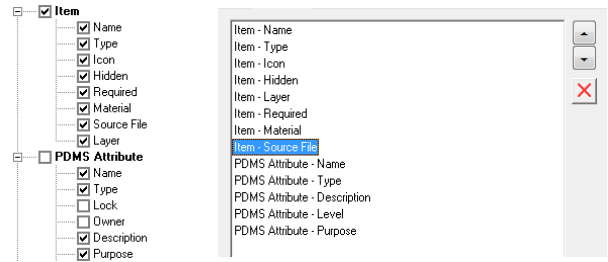 Item
Name
Type
Icon
Hidden
Required
Material
Source File
Layer
PDMS Attribute
Name
Type
Lock
Owner
Description
Purpose
Item - Name
Item - Type
Item - Icon
Item - Hidden
Item - Layer
Item - Required
Item - Material
Item - Source File
PDMS Attribute - Name
PDMS Attribute - Type
PDMS Attribute - Description
PDMS Attribute - Level
PDMS Attribute - Purpose